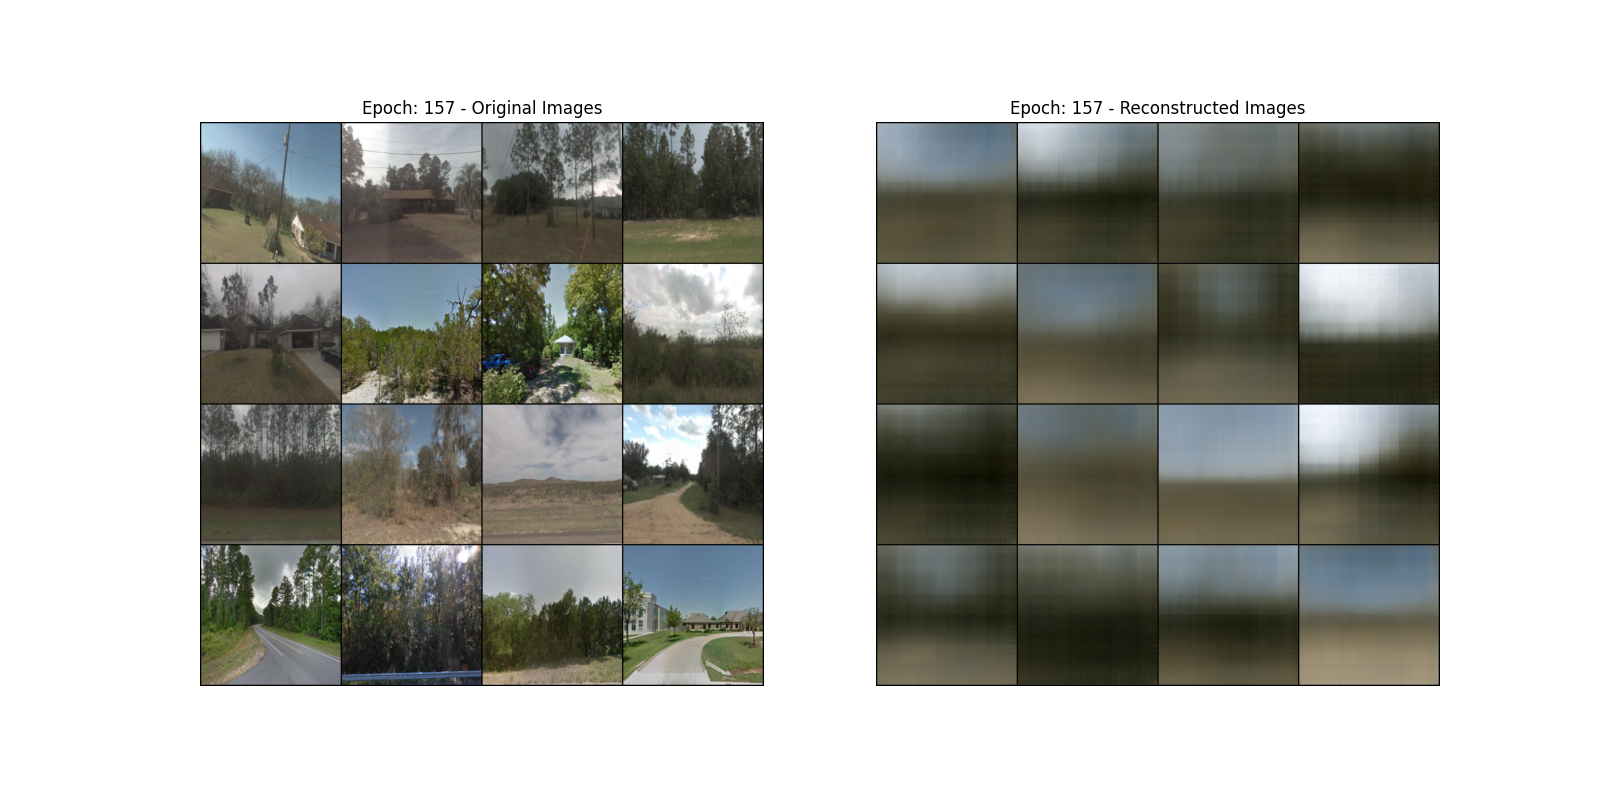 Epoch: 157 - Original Images
Epoch: 157 - Reconstructed Images